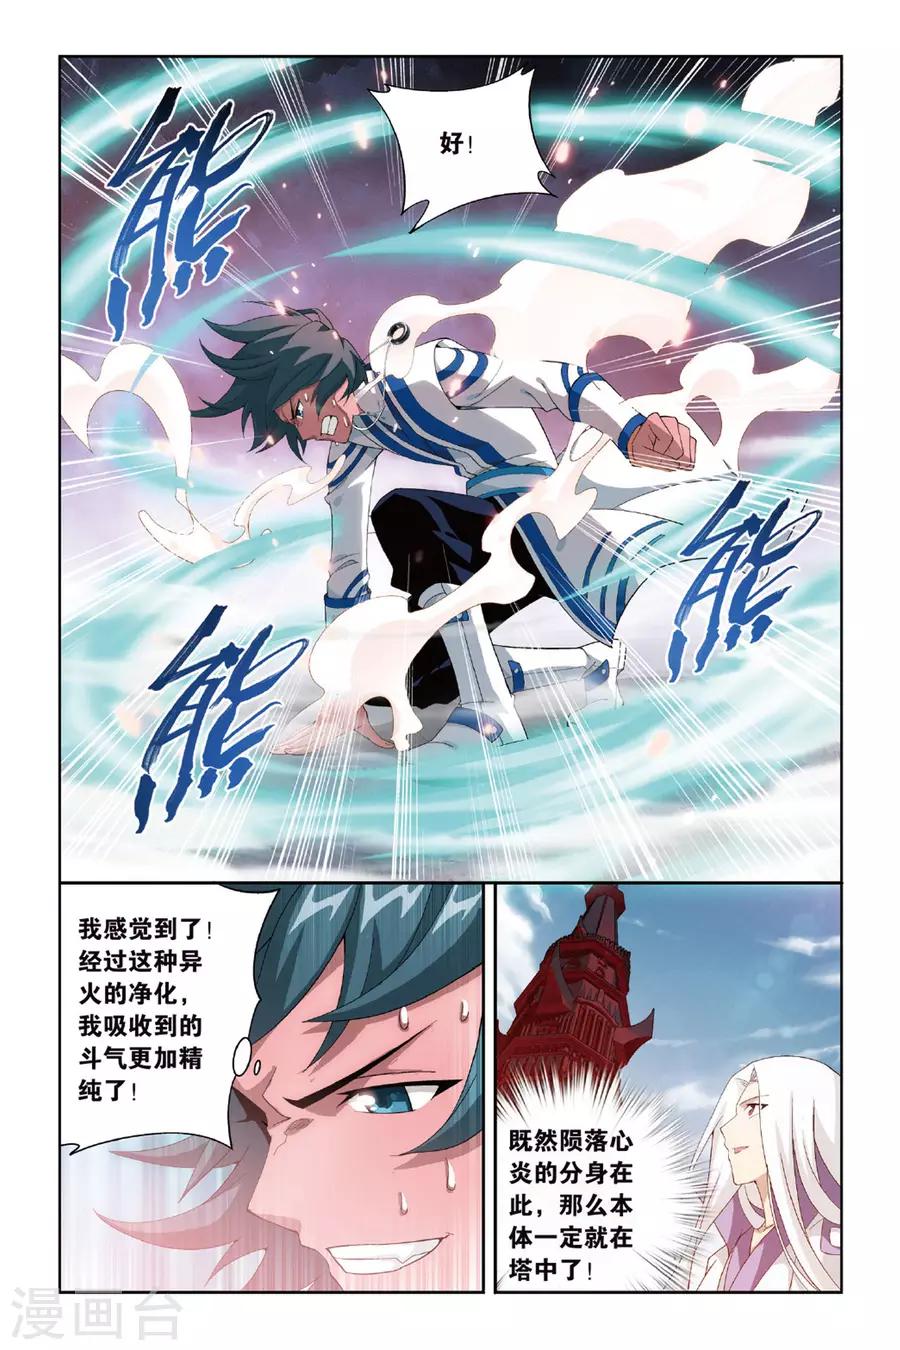 熊
好！
熊
熊
我感觉到了！
经过这种异
火的净化，
我吸收到的
斗气更加精
纯了！
既然陨落心
炎的分身在
此，那么本
体一定就在
塔中了！
漫画台